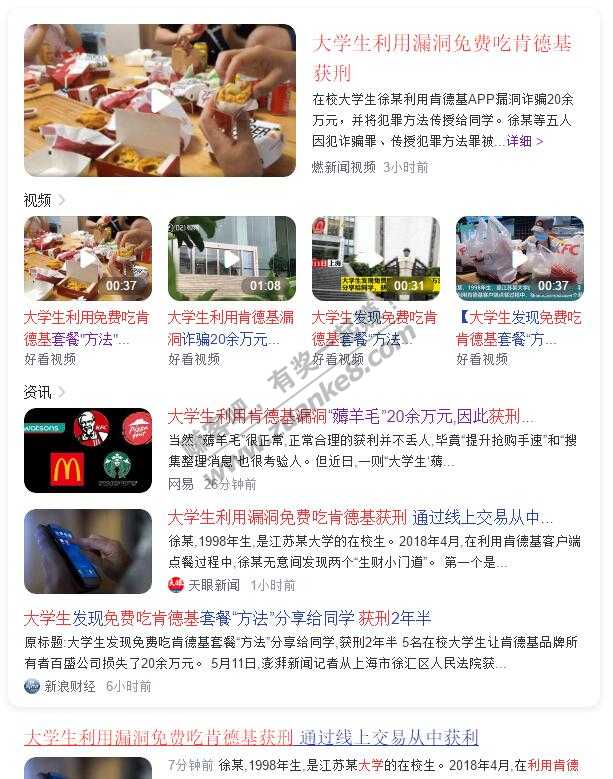 大学生利用漏洞免费吃肯德基
获刑
在校大学生徐某利用肯德基APP漏洞诈骗20余
万元，并将犯罪方法传授给同学。徐某等五人
因犯诈骗罪、传授犯罪方法罪被...详细 >
燃新闻视频 3小时前
视频 >
00:37
01:08
00:31
00:37
大学生利用免费吃肯
德基套餐“方法”...
好看视频
大学生利用肯德基漏
洞诈骗20余万元...
好看视频
大学生发现免费吃肯
德基套餐“方法...
好看视频
【大学生发现免费吃
肯德基套餐“方...
好看视频
资讯 >
watsons
KFC
Pizza Hut
大学生利用肯德基漏洞“薅羊毛”20余万元,因此获刑...
当然“薅羊毛”很正常,正常合理的获利并不丢人,毕竟“提升抢购手速”和“搜
集整理消息”也很考验人。但近日,一则“大学生‘薅...
网易 26分钟前
大学生利用漏洞免费吃肯德基获刑 通过线上交易从中...
徐某,1998年生,是江苏某大学的在校生。2018年4月,在利用肯德基客户端
点餐过程中,徐某无意间发现两个“生财小门道”。 第一个是...
天眼新闻 1小时前
大学生发现免费吃肯德基套餐“方法”分享给同学 获刑2年半
原标题:大学生发现免费吃肯德基套餐“方法”分享给同学,获刑2年半 5名在校大学生让肯德基品牌所
有者百盛公司损失了20余万元。 5月11日,澎湃新闻记者从上海市徐汇区人民法院获...
新浪财经 6小时前
大学生利用漏洞免费吃肯德基获刑 通过线上交易从中获利
7分钟前 徐某,1998年生,是江苏某大学的在校生。2018年4月,在利用肯德
www.zuanke8.com